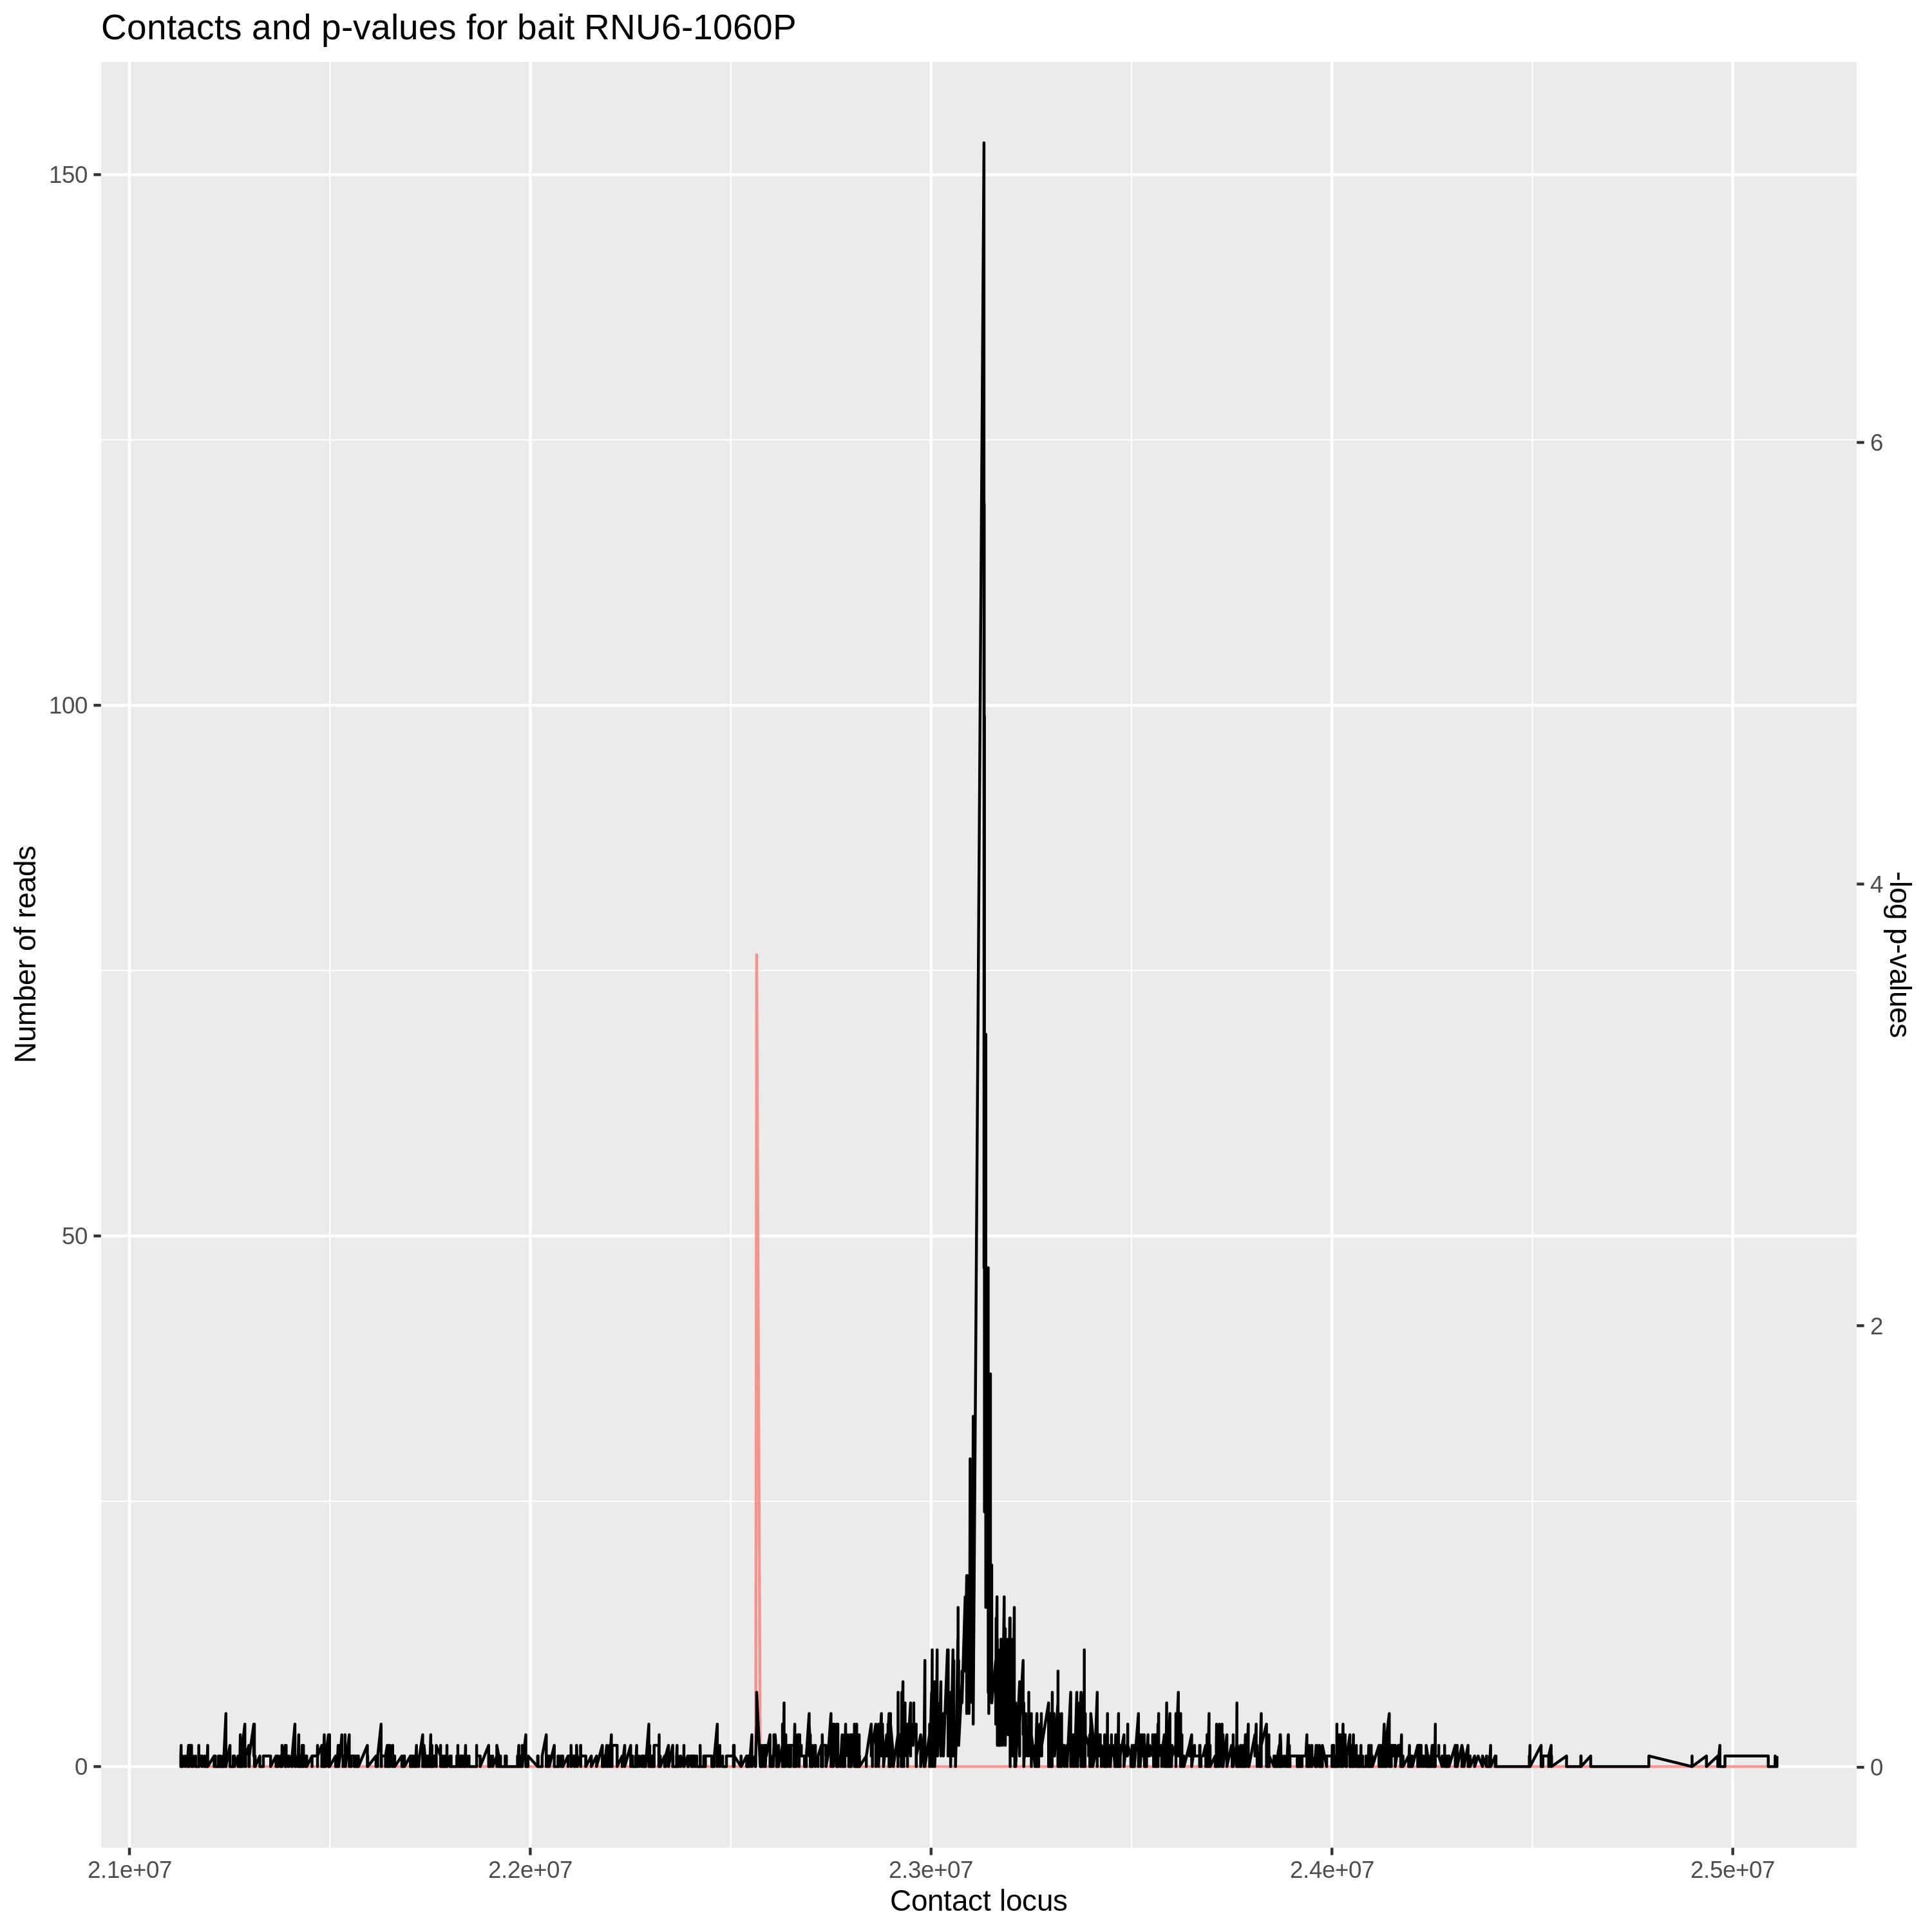 Contacts and p-values for bait RNU6-1060P
150
100
50
0
Number of reads
6
4
2
0
-log p-values
2.1e+07
2.2e+07
2.3e+07
2.4e+07
2.5e+07
Contact locus